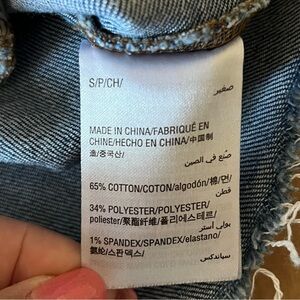 S/P/CH/
صغير
MADE IN CHINA/FABRIQUÉ EN
CHINE/HECHO EN CHINA/中国制
造/중국산/
صنع في الصين
65% COTTON/COTON/algodón/棉/면/
قطن
34% POLYESTER/POLYESTER/
poliester/聚酯纤维/폴리에스테르/
بولي أستر
1% SPANDEX/SPANDEX/elastano/
氨纶/스판덱스/
سباندكس